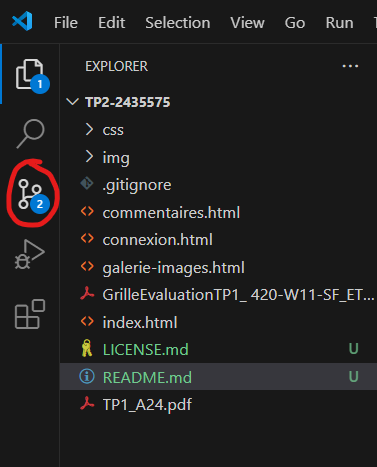 File Edit Selection View Go Run
EXPLORER ...
1
TP2-2435575
css
img
2
.gitignore
commentaires.html
connexion.html
galerie-images.html
GrilleEvaluationTP1_ 420-W11-SF_ET...
index.html
LICENSE.md U
README.md U
TP1_A24.pdf